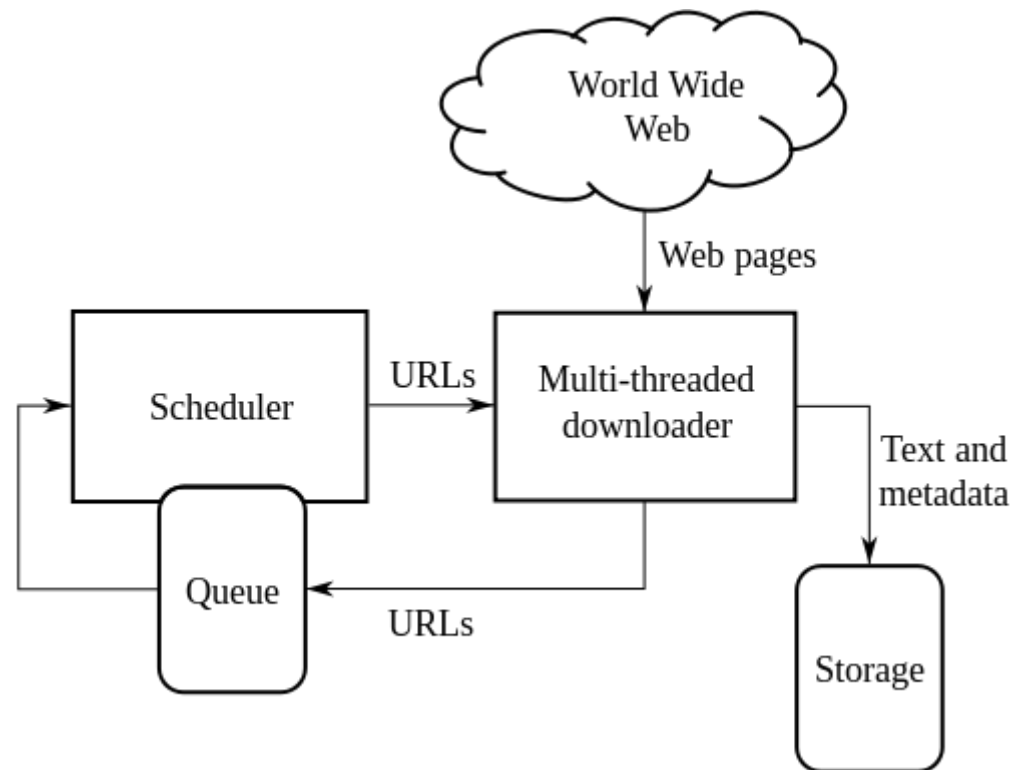 World Wide
Web
Web pages
URLs
Scheduler
Multi-threaded
downloader
Text and
metadata
Queue
URLs
Storage